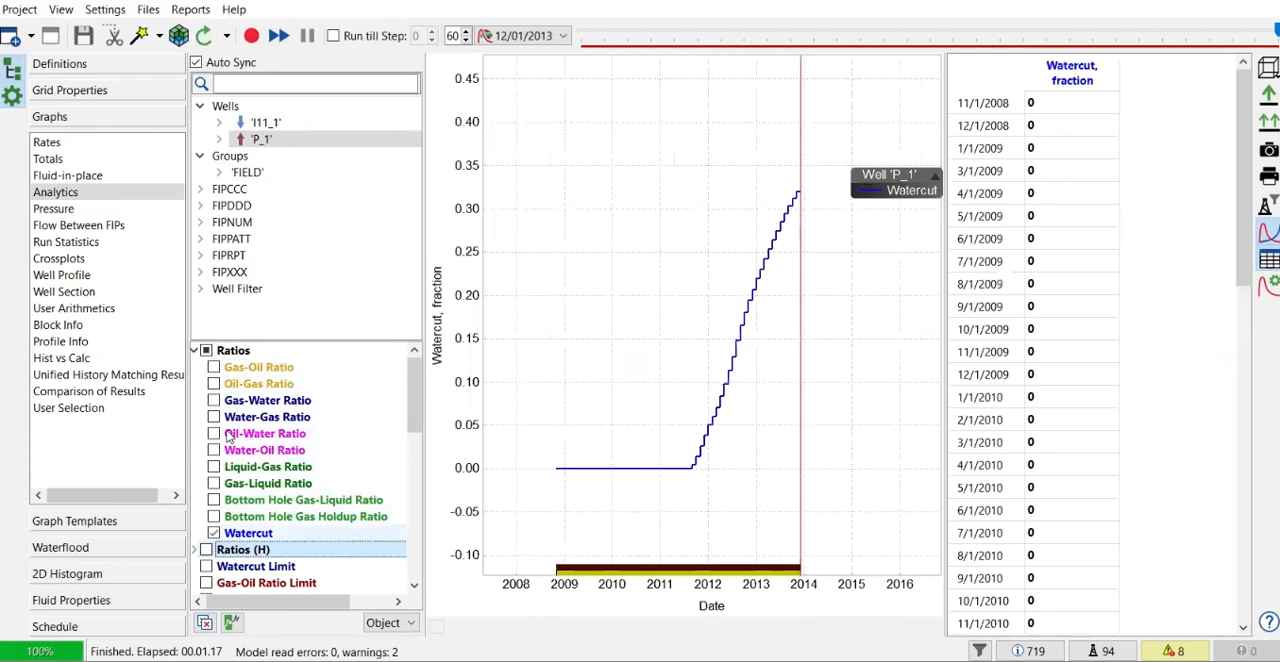 Project View Settings Files Reports Help
Run till Step: 0 60 12/01/2013
Definitions
Grid Properties
Graphs
Rates
Totals
Fluid-in-place
Analytics
Pressure
Flow Between FIPs
Run Statistics
Crossplots
Well Profile
Well Section
User Arithmetics
Block Info
Profile Info
Hist vs Calc
Unified History Matching Resu
Comparison of Results
User Selection
Graph Templates
Waterflood
2D Histogram
Fluid Properties
Schedule
Auto Sync
Wells
'I11_1'
'P_1'
Groups
'FIELD'
FIPCCC
FIPDDD
FIPNUM
FIPPATT
FIPRPT
FIPXXX
Well Filter
Ratios
Gas-Oil Ratio
Oil-Gas Ratio
Gas-Water Ratio
Water-Gas Ratio
Oil-Water Ratio
Water-Oil Ratio
Liquid-Gas Ratio
Gas-Liquid Ratio
Bottom Hole Gas-Liquid Ratio
Bottom Hole Gas Holdup Ratio
Watercut
Ratios (H)
Watercut Limit
Gas-Oil Ratio Limit
Object
Watercut, fraction
0.45
0.40
0.35
0.30
0.25
0.20
0.15
0.10
0.05
0.00
-0.05
-0.10
2008 2009 2010 2011 2012 2013 2014 2015 2016
Date
Well 'P_1'
Watercut
Watercut,
fraction
11/1/2008 0
12/1/2008 0
1/1/2009 0
3/1/2009 0
4/1/2009 0
5/1/2009 0
6/1/2009 0
7/1/2009 0
8/1/2009 0
9/1/2009 0
10/1/2009 0
11/1/2009 0
12/1/2009 0
1/1/2010 0
2/1/2010 0
3/1/2010 0
4/1/2010 0
5/1/2010 0
6/1/2010 0
7/1/2010 0
8/1/2010 0
9/1/2010 0
10/1/2010 0
11/1/2010 0
100% Finished. Elapsed: 00.01.17 Model read errors: 0, warnings: 2 719 94 8 0